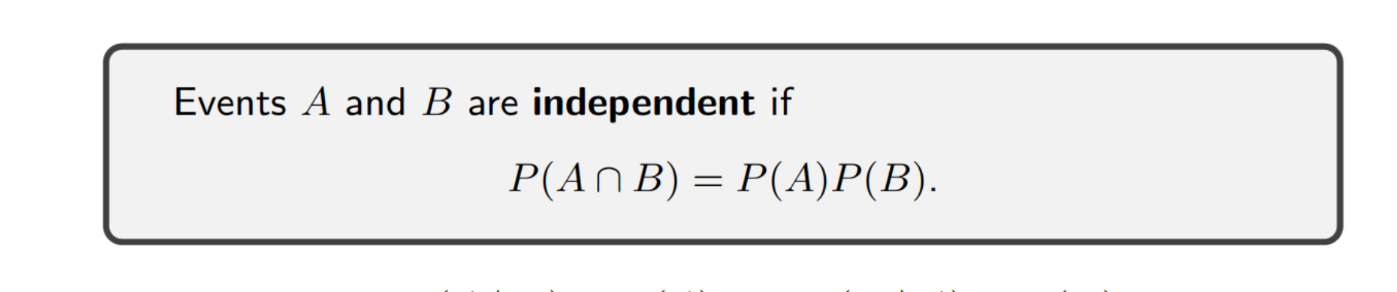 Events A and B are independent if
P(A ∩ B) = P(A)P(B).